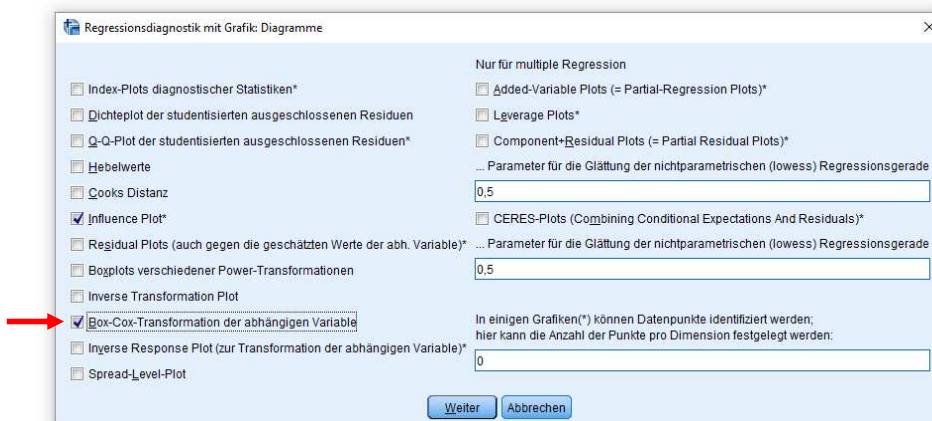 Regressionsdiagnostik mit Grafik: Diagramme
Index-Plots diagnostischer Statistiken*
Dichteplot der studentisierten ausgeschlossenen Residuen
Q-Q-Plot der studentisierten ausgeschlossenen Residuen*
Hebelwerte
Cooks Distanz
Influence Plot*
Residual Plots (auch gegen die geschätzten Werte der abh. Variable)*
Boxplots verschiedener Power-Transformationen
Inverse Transformation Plot
Box-Cox-Transformation der abhängigen Variable
Inverse Response Plot (zur Transformation der abhängigen Variable)*
Spread-Level-Plot
Nur für multiple Regression
Added-Variable Plots (= Partial-Regression Plots)*
Leverage Plots*
Component+Residual Plots (= Partial Residual Plots)*
... Parameter für die Glättung der nichtparametrischen (lowess) Regressionsgerade
0,5
CERES-Plots (Combining Conditional Expectations And Residuals)*
... Parameter für die Glättung der nichtparametrischen (lowess) Regressionsgerade
0,5
In einigen Grafiken(*) können Datenpunkte identifiziert werden;
hier kann die Anzahl der Punkte pro Dimension festgelegt werden:
0
Weiter
Abbrechen